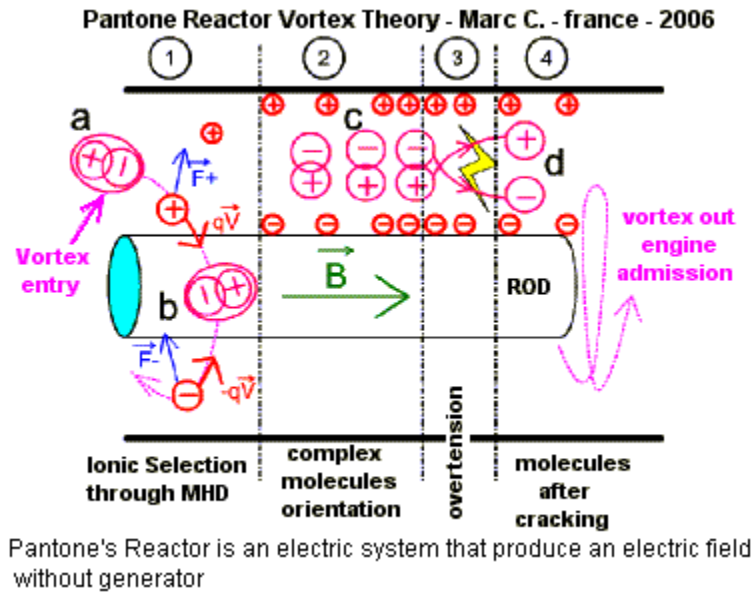 Pantone Reactor Vortex Theory - Marc C. - france - 2006
1 2 3 4
a
c
+ + + + + + + +
+ -
+
F+
- - -
+
d
+
qV
+ + +
-
Vortex
entry
- - - - - - - -
vortex out
engine
admission
- +
B
ROD
b
F-
-
-qV
Ionic Selection
through MHD
complex
molecules
orientation
overtension
molecules
after
cracking
Pantone's Reactor is an electric system that produce an electric field
without generator